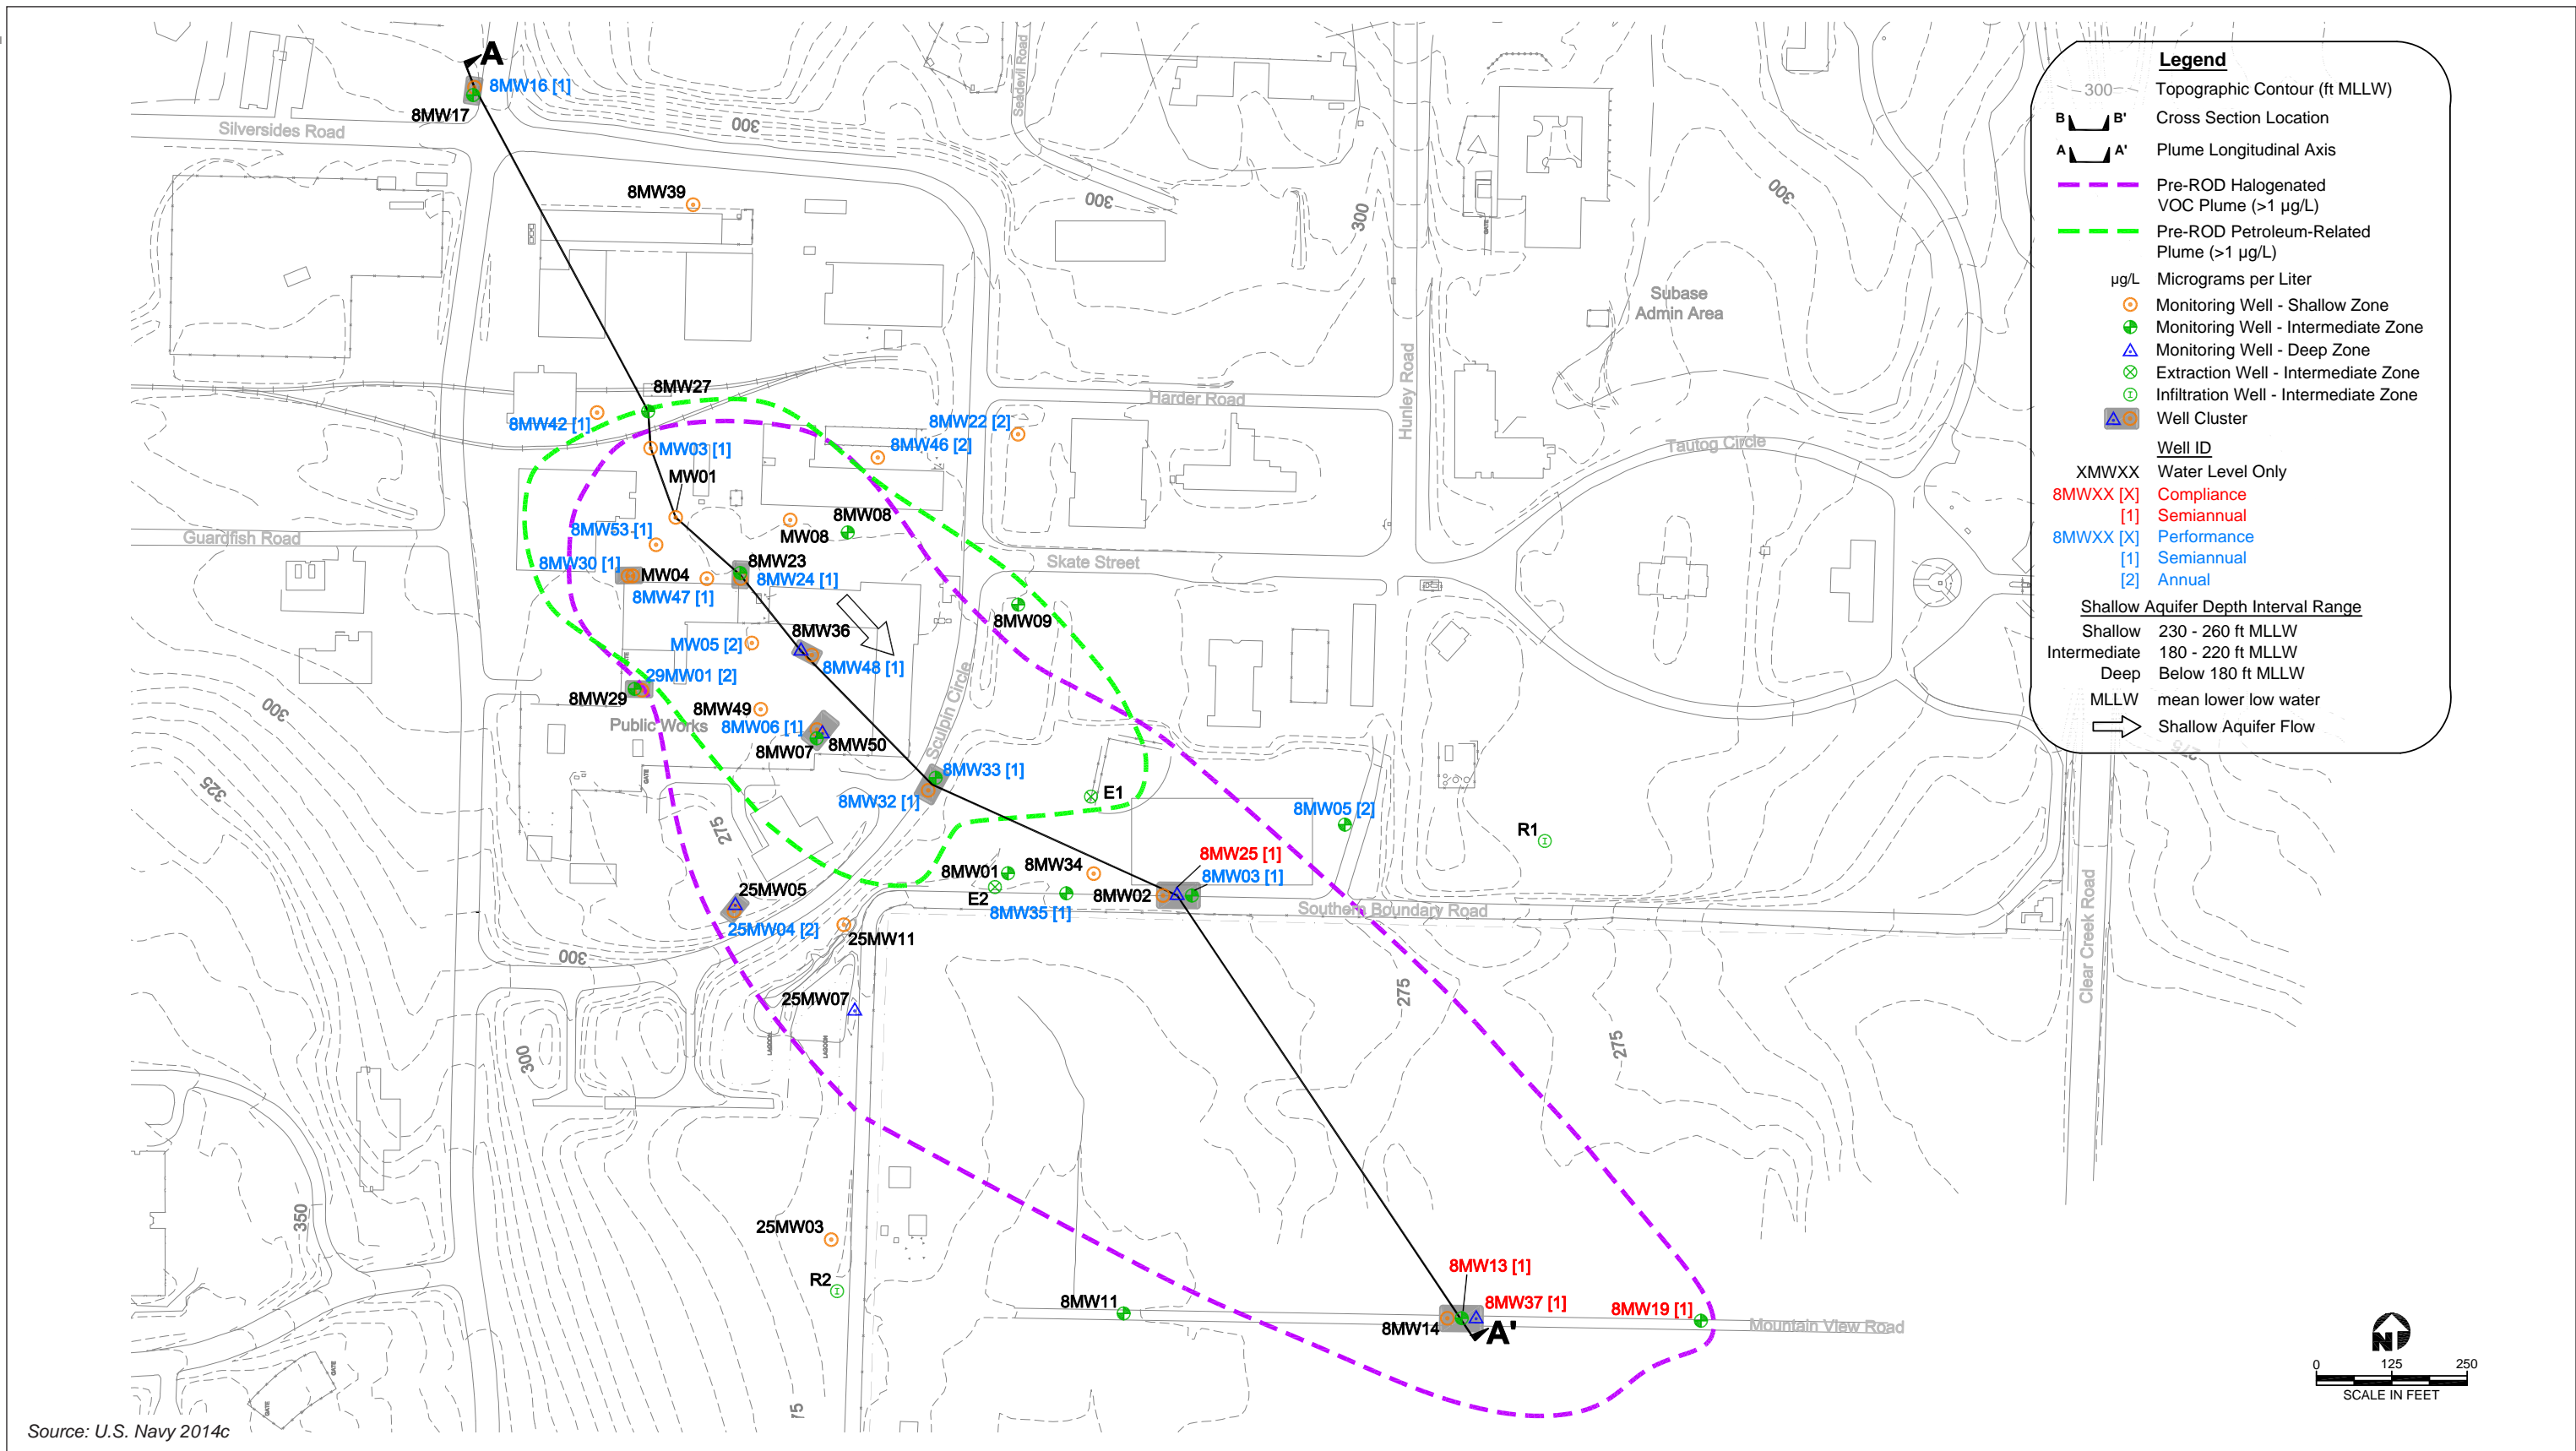 A
8MW16 [1]
8MW17
Silversides Road
Seadevil Road
300
300
300
300
8MW39
8MW27
8MW42 [1]
MW03 [1]
MW01
8MW22 [2]
8MW46 [2]
Harder Road
Hunley Road
Subase
Admin Area
Tautog Circle
GATE
Guardfish Road
8MW53 [1]
8MW30 [1]
MW04
8MW47 [1]
MW08
8MW08
8MW23
8MW24 [1]
Skate Street
8MW09
8MW36
MW05 [2]
8MW48 [1]
GATE
29MW01 [2]
8MW29
Public Works
8MW49
8MW06 [1]
8MW07
8MW50
Sculpin Circle
300
325
GATE
275
8MW33 [1]
8MW32 [1]
E1
8MW05 [2]
R1
8MW25 [1]
8MW03 [1]
8MW01
8MW34
8MW02
E2
8MW35 [1]
Southern Boundary Road
25MW05
25MW04 [2]
25MW11
300
25MW07
LAGOON
LAGOON
300
275
275
275
Clear Creek Road
350
25MW03
R2
GATE
GATE
75
8MW11
8MW13 [1]
8MW37 [1]
8MW14
A'
8MW19 [1]
Mountain View Road
Legend
300 Topographic Contour (ft MLLW)
B B' Cross Section Location
A A' Plume Longitudinal Axis
Pre-ROD Halogenated
VOC Plume (>1 µg/L)
Pre-ROD Petroleum-Related
Plume (>1 µg/L)
µg/L Micrograms per Liter
Monitoring Well - Shallow Zone
Monitoring Well - Intermediate Zone
Monitoring Well - Deep Zone
Extraction Well - Intermediate Zone
Infiltration Well - Intermediate Zone
Well Cluster
Well ID
XMWXX Water Level Only
8MWXX [X] Compliance
[1] Semiannual
8MWXX [X] Performance
[1] Semiannual
[2] Annual
Shallow Aquifer Depth Interval Range
Shallow 230 - 260 ft MLLW
Intermediate 180 - 220 ft MLLW
Deep Below 180 ft MLLW
MLLW mean lower low water
Shallow Aquifer Flow
N
0 125 250
SCALE IN FEET
Source: U.S. Navy 2014c